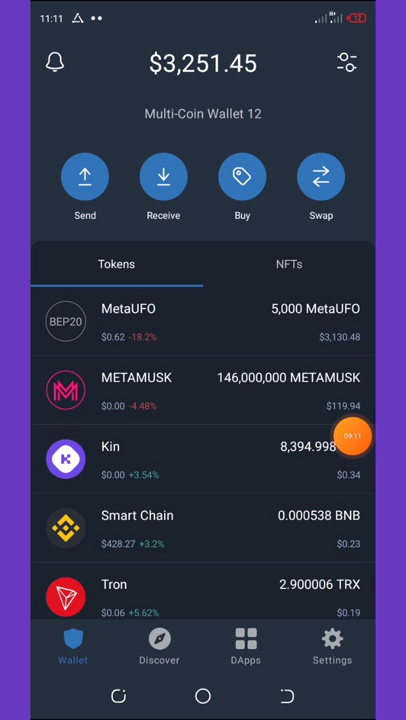 11:11
H+
12
$3,251.45
Multi-Coin Wallet 12
Send Receive Buy Swap
Tokens NFTs
BEP20
MetaUFO 5,000 MetaUFO
$0.62 -18.2% $3,130.48
METAMUSK 146,000,000 METAMUSK
$0.00 -4.48% $119.94
Kin 8,394.998
09:11
$0.00 +3.54% $0.34
Smart Chain 0.000538 BNB
$428.27 +3.2% $0.23
Tron 2.900006 TRX
$0.06 +5.62% $0.19
Wallet Discover DApps Settings